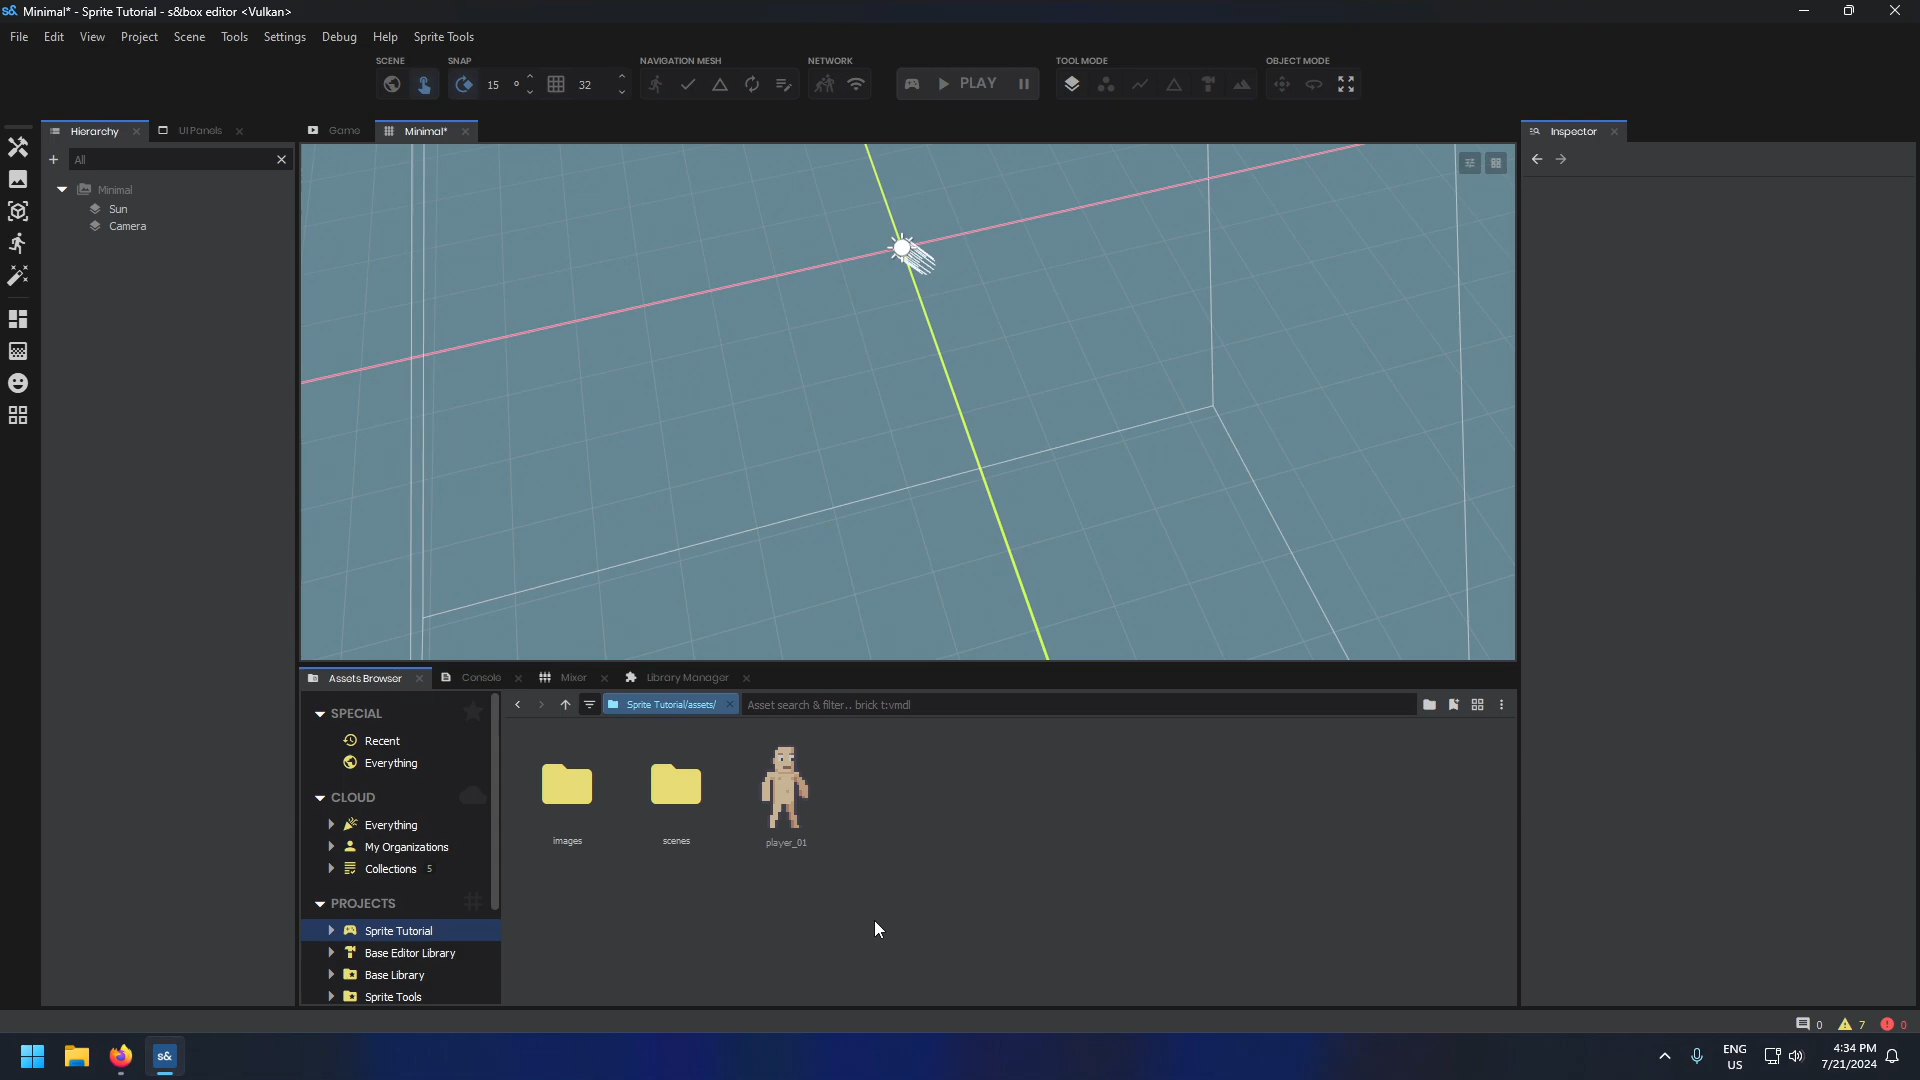 s& Minimal* - Sprite Tutorial - s&box editor <Vulkan>
File Edit View Project Scene Tools Settings Debug Help Sprite Tools
SCENE SNAP NAVIGATION MESH NETWORK TOOL MODE OBJECT MODE
15 ° 32 PLAY
Hierarchy UI Panels Game Minimal* Inspector
All
Minimal
Sun
Camera
Assets Browser Console Mixer Library Manager
Sprite Tutorial/assets/ Asset search & filter.. brick t:vmdl
SPECIAL
Recent
Everything
CLOUD
Everything
My Organizations
Collections 5
PROJECTS
Sprite Tutorial
Base Editor Library
Base Library
Sprite Tools
images scenes player_01
0 7 0
s&
ENG
US
4:34 PM
7/21/2024